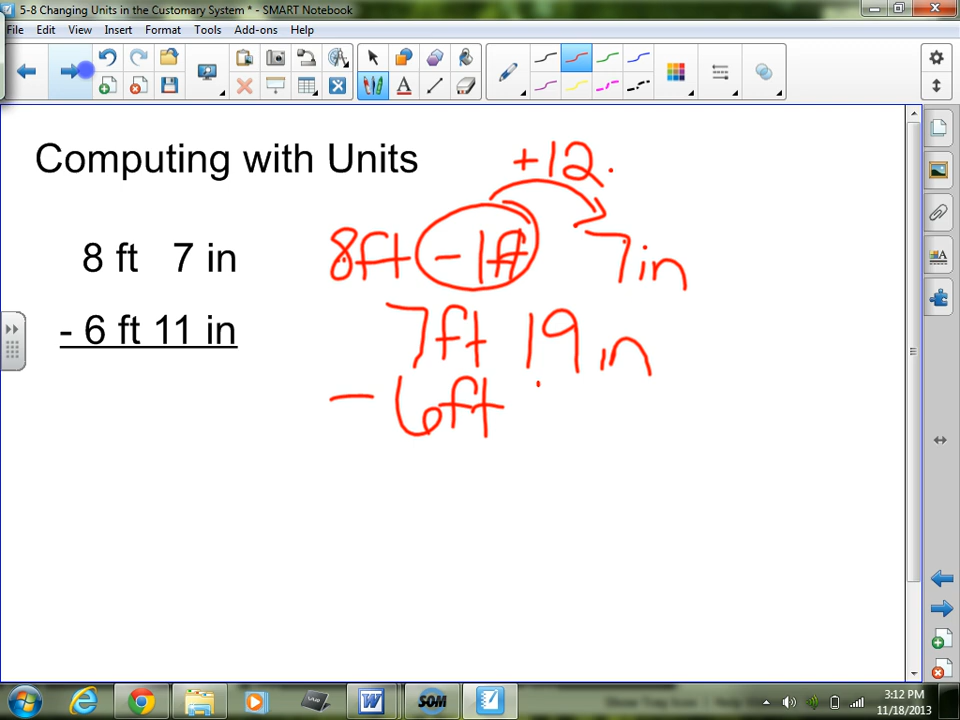 5-8 Changing Units in the Customary System * - SMART Notebook
File Edit View Insert Format Tools Add-ons Help
Computing with Units
+12
8 ft 7 in
8ft -1ft 7in
- 6 ft 11 in
7ft 19 in
- 6ft
SOM
3:12 PM
11/18/2013